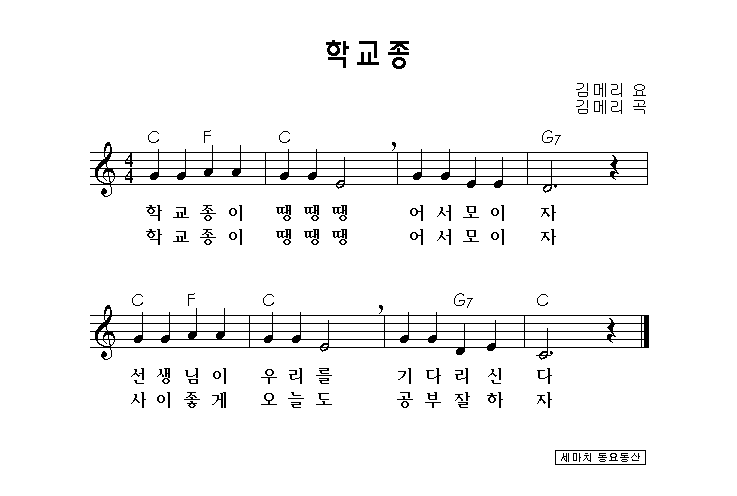 학교종
김메리 요
김메리 곡
C F C G7
4
4
학교종이 땡땡땡 어서모이 자
학교종이 땡땡땡 어서모이 자
C F C G7 C
선생님이 우리를 기다리신 다
사이좋게 오늘도 공부잘하 자
세마치 동요동산